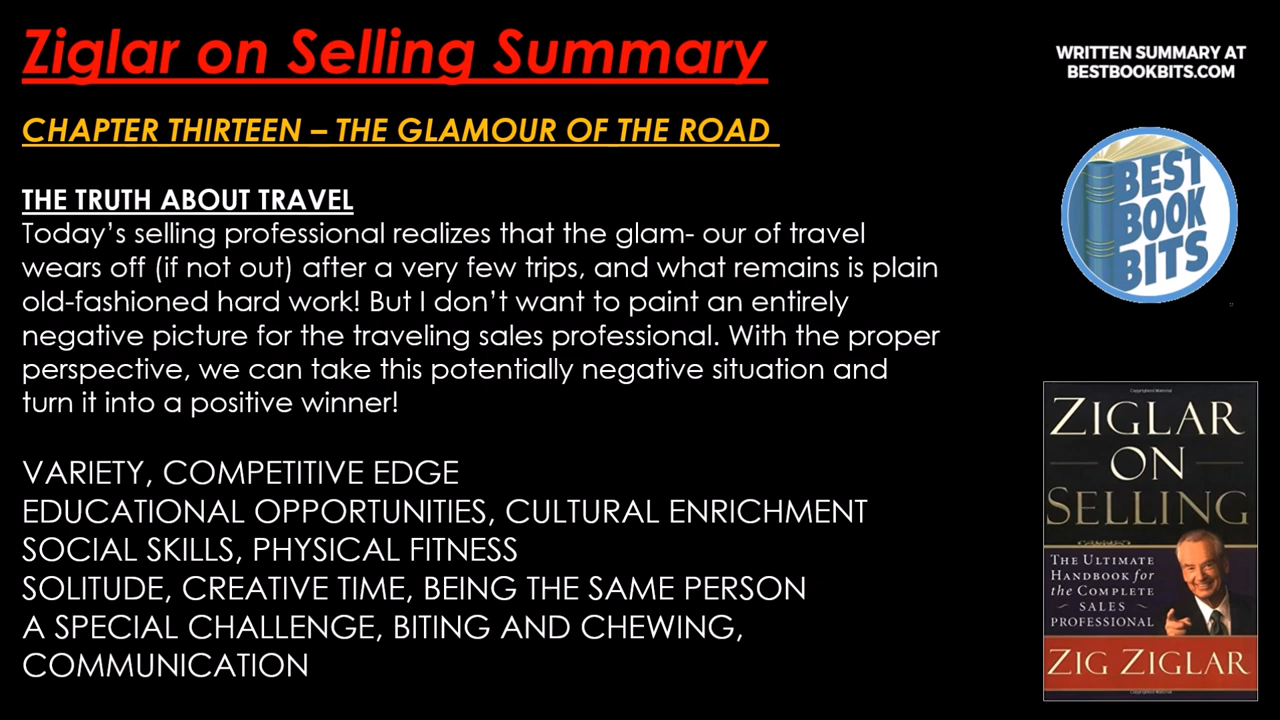 Ziglar on Selling Summary
WRITTEN SUMMARY AT
BESTBOOKBITS.COM
CHAPTER THIRTEEN – THE GLAMOUR OF THE ROAD
THE TRUTH ABOUT TRAVEL
Today's selling professional realizes that the glam- our of travel
wears off (if not out) after a very few trips, and what remains is plain
old-fashioned hard work! But I don't want to paint an entirely
negative picture for the traveling sales professional. With the proper
perspective, we can take this potentially negative situation and
turn it into a positive winner!
VARIETY, COMPETITIVE EDGE
EDUCATIONAL OPPORTUNITIES, CULTURAL ENRICHMENT
SOCIAL SKILLS, PHYSICAL FITNESS
SOLITUDE, CREATIVE TIME, BEING THE SAME PERSON
A SPECIAL CHALLENGE, BITING AND CHEWING,
COMMUNICATION
BEST
BOOK
BITS
ZIGLAR
ON
SELLING
THE ULTIMATE
HANDBOOK for
the COMPLETE
SALES
PROFESSIONAL
ZIG ZIGLAR